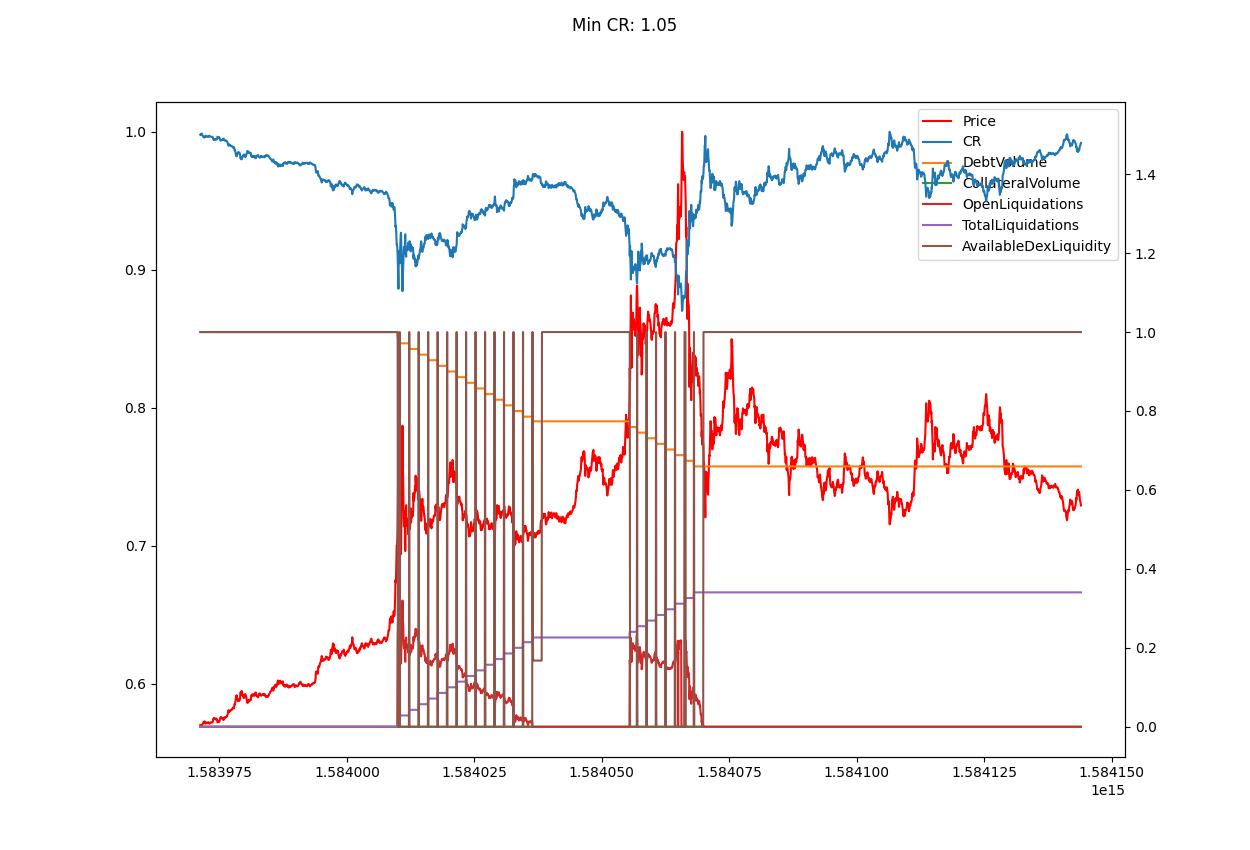 Min CR: 1.05
1.0
0.9
0.8
0.7
0.6
Price
CR
DebtVolume
CollateralVolume
OpenLiquidations
TotalLiquidations
AvailableDexLiquidity
1.4
1.2
1.0
0.8
0.6
0.4
0.2
0.0
1.583975 1.584000 1.584025 1.584050 1.584075 1.584100 1.584125 1.584150
1e15